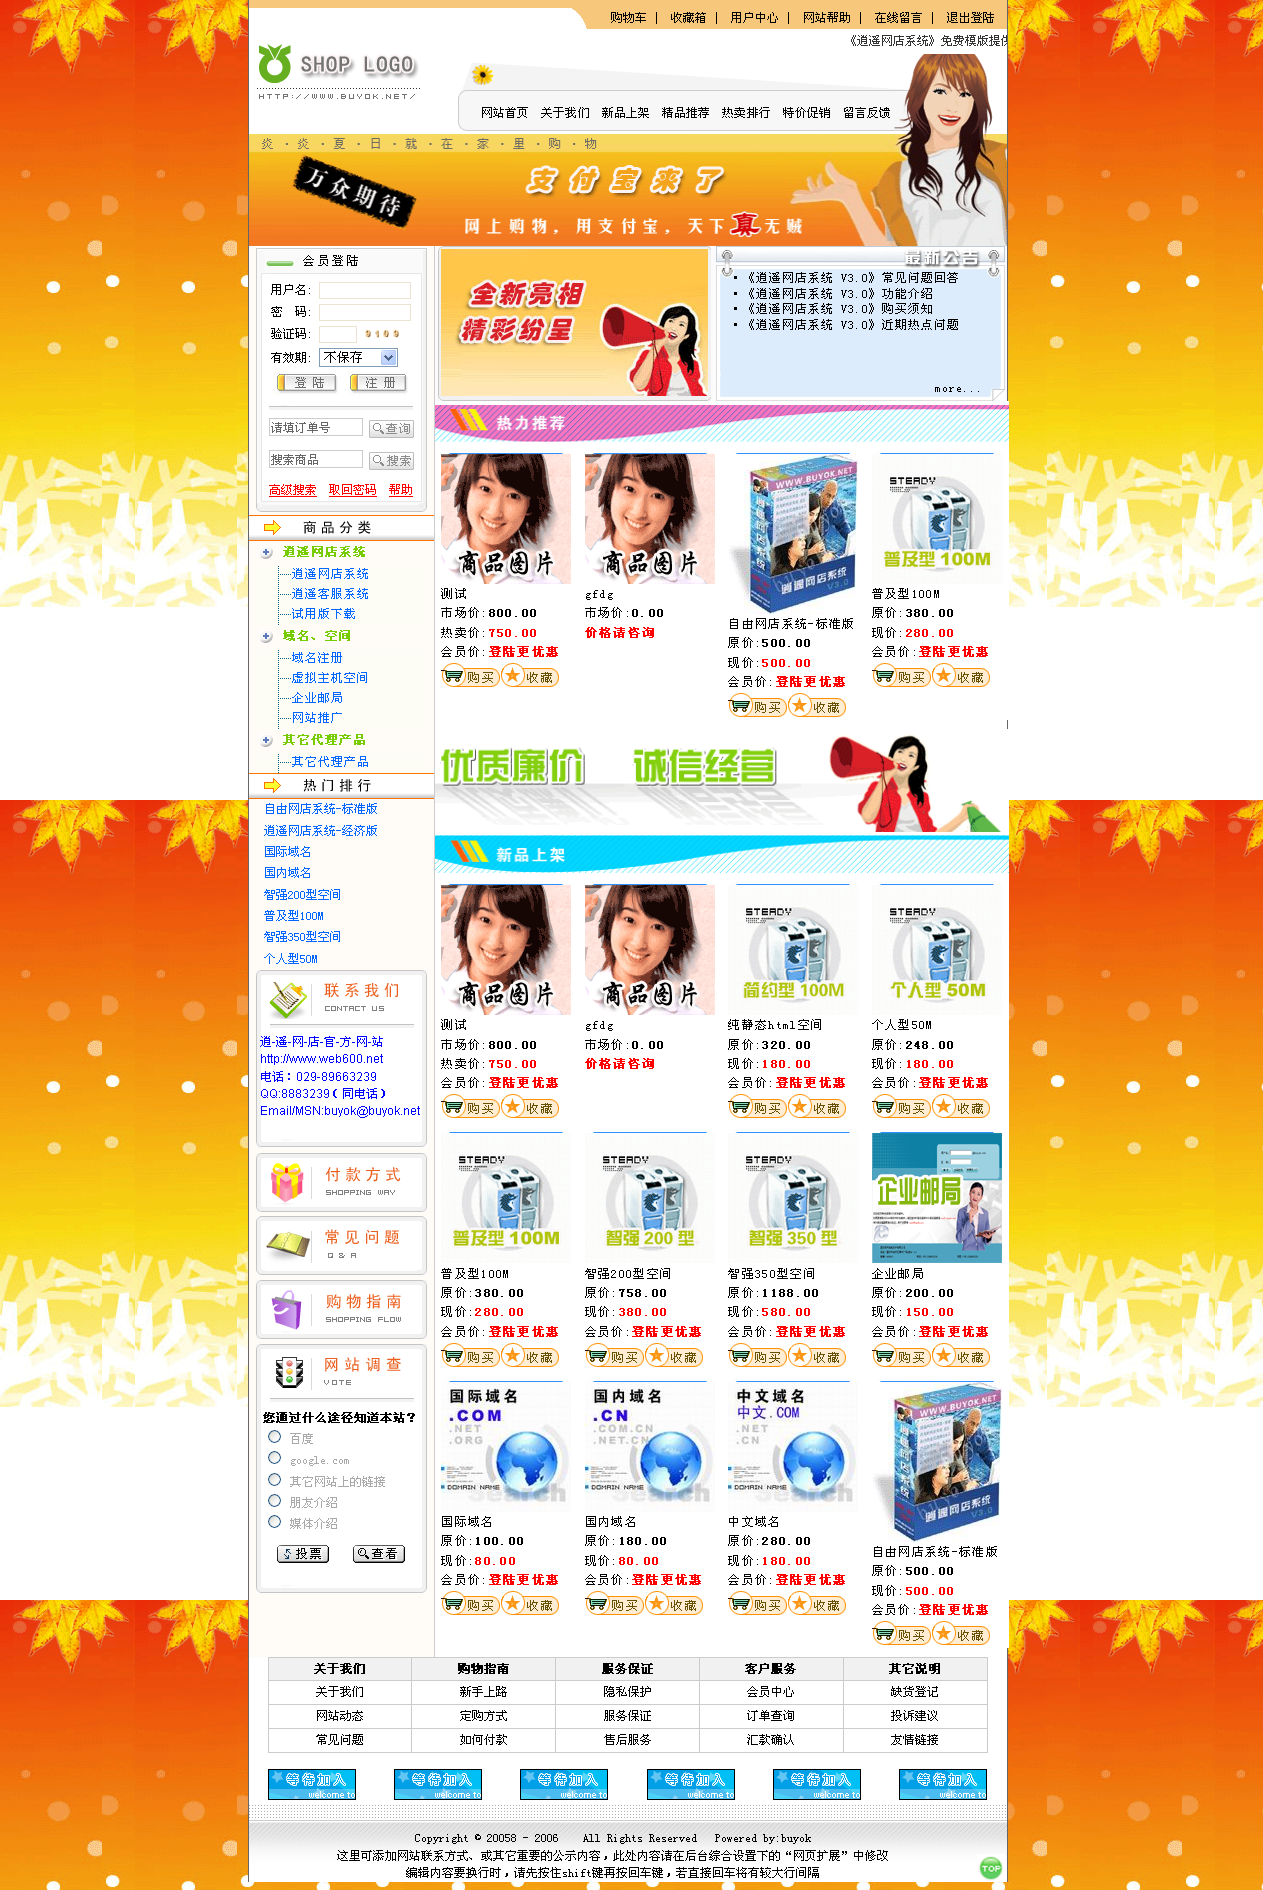 购物车 | 收藏箱 | 用户中心 | 网站帮助 | 在线留言 | 退出登陆
《逍遥网店系统》免费模版提供
SHOP LOGO
HTTP://WWW.BUYOK.NET/
网站首页 关于我们 新品上架 精品推荐 热卖排行 特价促销 留言反馈
炎·炎·夏·日·就·在·家·里·购·物
万众期待
支付宝来了
网上购物，用支付宝，天下真无贼
会员登陆
用户名:
密 码:
验证码: 9109
有效期: 不保存
登陆 注册
请填订单号 查询
搜索商品 搜索
高级搜索 取回密码 帮助
全新亮相
精彩纷呈
最新公告
·《逍遥网店系统 V3.0》常见问题回答
·《逍遥网店系统 V3.0》功能介绍
·《逍遥网店系统 V3.0》购买须知
·《逍遥网店系统 V3.0》近期热点问题
more...
商品分类
逍遥网店系统
逍遥网店系统
逍遥客服系统
试用版下载
域名、空间
域名注册
虚拟主机空间
企业邮局
网站推广
其它代理产品
其它代理产品
热门排行
自由网店系统-标准版
逍遥网店系统-经济版
国际域名
国内域名
智强200型空间
普及型100M
智强350型空间
个人型50M
联系我们
CONTACT US
逍-遥-网-店-官-方-网-站
http://www.web600.net
电话：029-89663239
QQ:8883239（同电话）
Email/MSN:buyok@buyok.net
付款方式
SHOPPING WAY
常见问题
Q & A
购物指南
SHOPPING FLOW
网站调查
VOTE
您通过什么途径知道本站?
百度
google.com
其它网站上的链接
朋友介绍
媒体介绍
投票 查看
热力推荐
商品图片 商品图片 WWW.BUYOK.NET 逍遥网店系统 V3.0 STEADY 普及型100M
测试
市场价:800.00
热卖价:750.00
会员价:登陆更优惠
购买 收藏
gfdg
市场价:0.00
价格请咨询
自由网店系统-标准版
原价:500.00
现价:500.00
会员价:登陆更优惠
购买 收藏
普及型100M
原价:380.00
现价:280.00
会员价:登陆更优惠
购买 收藏
优质廉价 诚信经营
新品上架
商品图片 商品图片 STEADY 简约型100M STEADY 个人型50M
测试
市场价:800.00
热卖价:750.00
会员价:登陆更优惠
购买 收藏
gfdg
市场价:0.00
价格请咨询
纯静态html空间
原价:320.00
现价:180.00
会员价:登陆更优惠
购买 收藏
个人型50M
原价:248.00
现价:180.00
会员价:登陆更优惠
购买 收藏
STEADY 普及型100M STEADY 智强200型 STEADY 智强350型 企业邮局
普及型100M
原价:380.00
现价:280.00
会员价:登陆更优惠
购买 收藏
智强200型空间
原价:758.00
现价:380.00
会员价:登陆更优惠
购买 收藏
智强350型空间
原价:1188.00
现价:580.00
会员价:登陆更优惠
购买 收藏
企业邮局
原价:200.00
现价:150.00
会员价:登陆更优惠
购买 收藏
国际域名 .COM .NET .ORG DOMAIN NAME Search
国内域名 .CN .COM.CN .NET.CN DOMAIN NAME Search
中文域名 中文.COM .NET .CN DOMAIN NAME Search
WWW.BUYOK.NET 逍遥网店系统 V3.0
国际域名
原价:100.00
现价:80.00
会员价:登陆更优惠
购买 收藏
国内域名
原价:180.00
现价:80.00
会员价:登陆更优惠
购买 收藏
中文域名
原价:280.00
现价:180.00
会员价:登陆更优惠
购买 收藏
自由网店系统-标准版
原价:500.00
现价:500.00
会员价:登陆更优惠
购买 收藏
关于我们 购物指南 服务保证 客户服务 其它说明
关于我们 新手上路 隐私保护 会员中心 缺货登记
网站动态 定购方式 服务保证 订单查询 投诉建议
常见问题 如何付款 售后服务 汇款确认 友情链接
等待加入 等待加入 等待加入 等待加入 等待加入 等待加入
welcome to welcome to welcome to welcome to welcome to welcome to
Copyright © 20058 - 2006 All Rights Reserved Powered by:buyok
这里可添加网站联系方式、或其它重要的公示内容，此处内容请在后台综合设置下的“网页扩展”中修改
编辑内容要换行时，请先按住shift键再按回车键，若直接回车将有较大行间隔
TOP